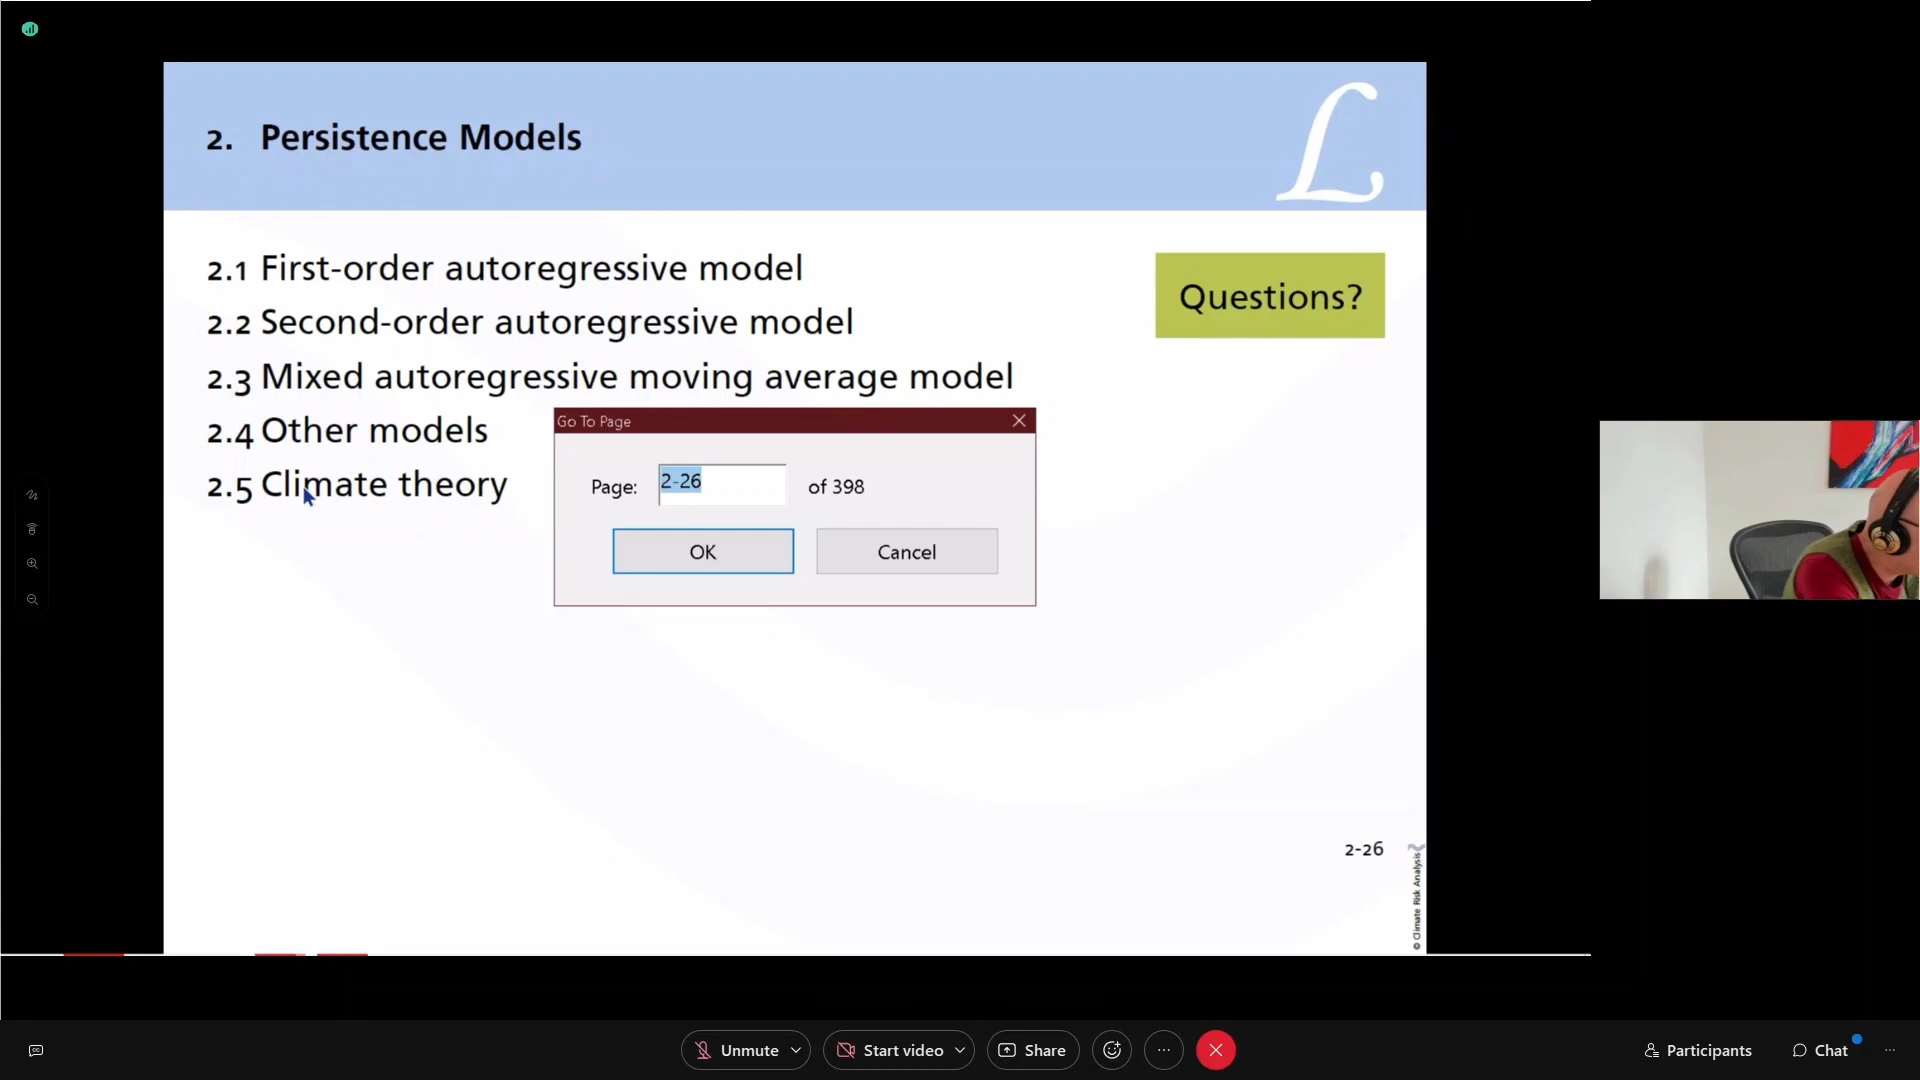 2. Persistence Models
L
2.1 First-order autoregressive model
Questions?
2.2 Second-order autoregressive model
2.3 Mixed autoregressive moving average model
2.4 Other models
2.5 Climate theory
Go To Page
Page: 2-26 of 398
OK Cancel
2-26
© Climate Risk Analysis
Unmute
Start video
Share
Participants
Chat